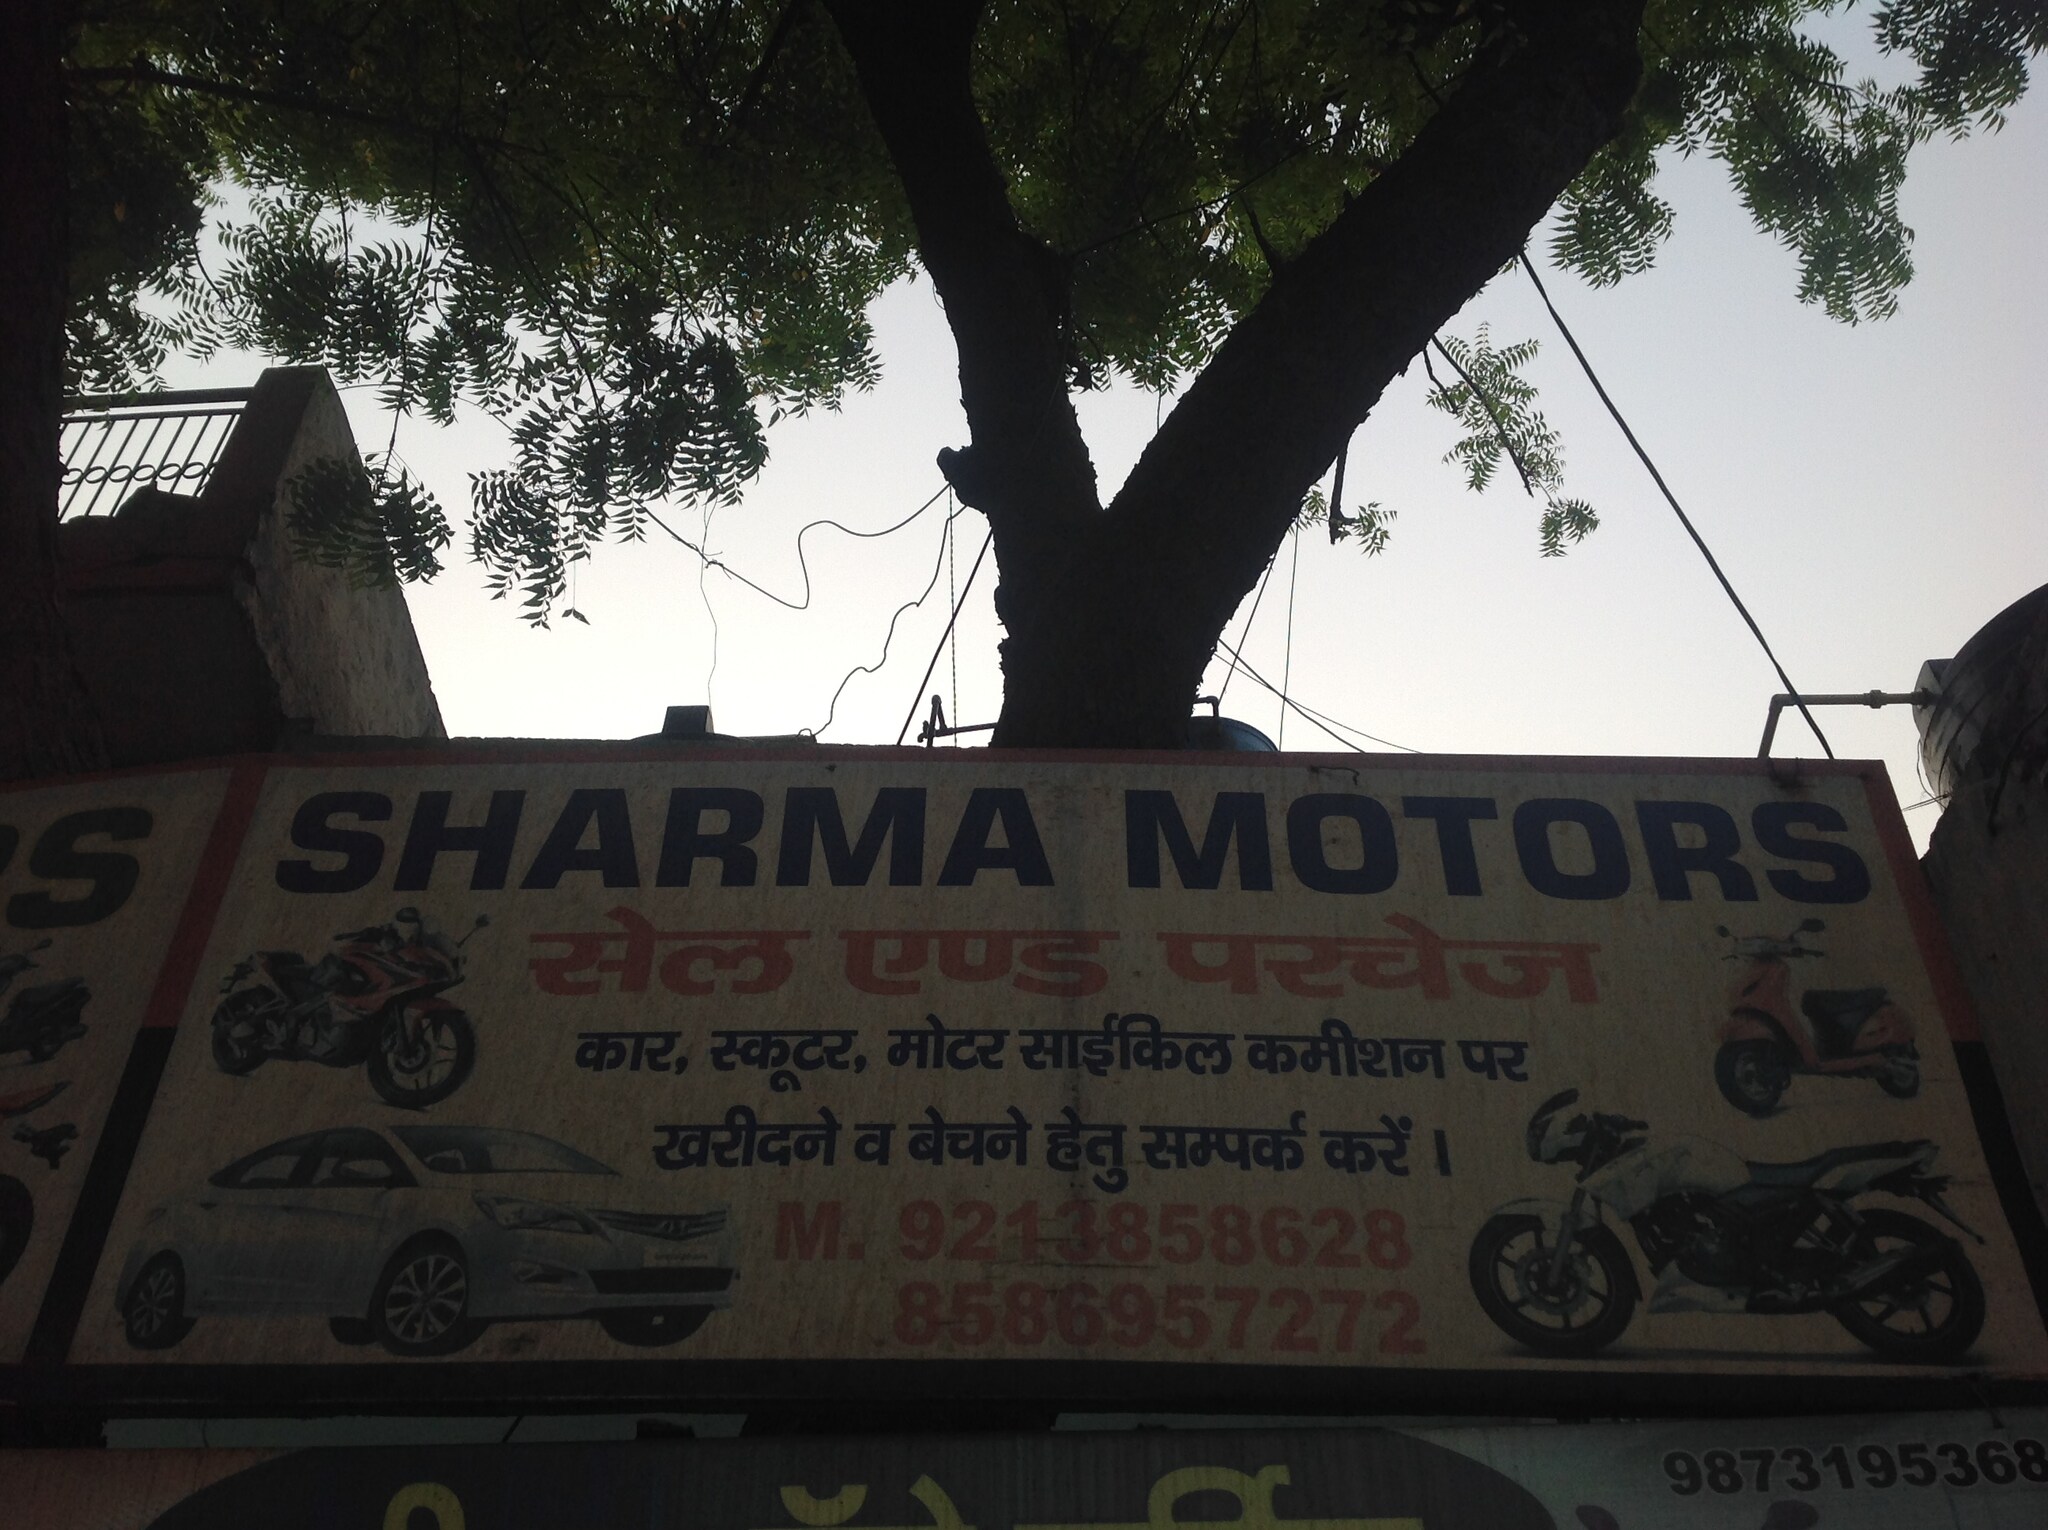 SHARMA MOTORS
सेल एण्ड परचेज
कार, स्कूटर, मोटर साईकिल कमीशन पर
खरीदने व बेचने हेतु सम्पर्क करें।
M. 9213858628
8586957272
RS
9873195368